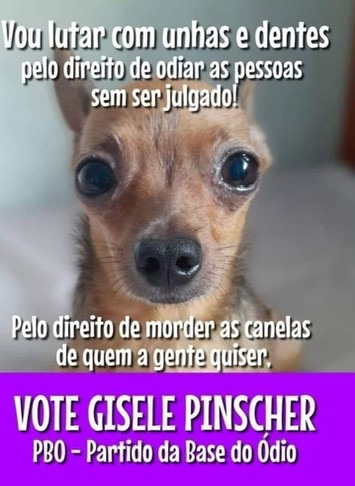 Vou lutar com unhas e dentes
pelo direito de odiar as pessoas
sem ser julgado!
Pelo direito de morder as canelas
de quem a gente quiser.
VOTE GISELE PINSCHER
PBO - Partido da Base do Ódio